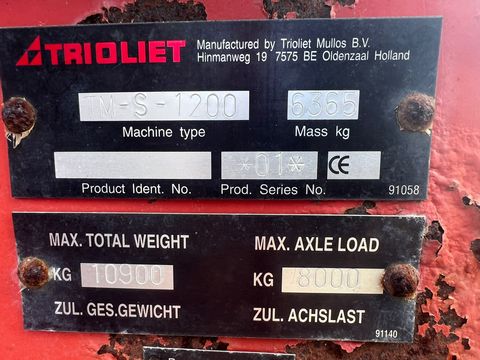 TRIOLIET
Manufactured by Trioliet Mullos B.V.
Hinmanweg 19 7575 BE Oldenzaal Holland
TM-S-1200 6365
Machine type Mass kg
*01* CE
Product Ident. No. Prod. Series No. 91058
MAX. TOTAL WEIGHT MAX. AXLE LOAD
KG 10900 KG 8000
ZUL. GES.GEWICHT ZUL. ACHSLAST
91140